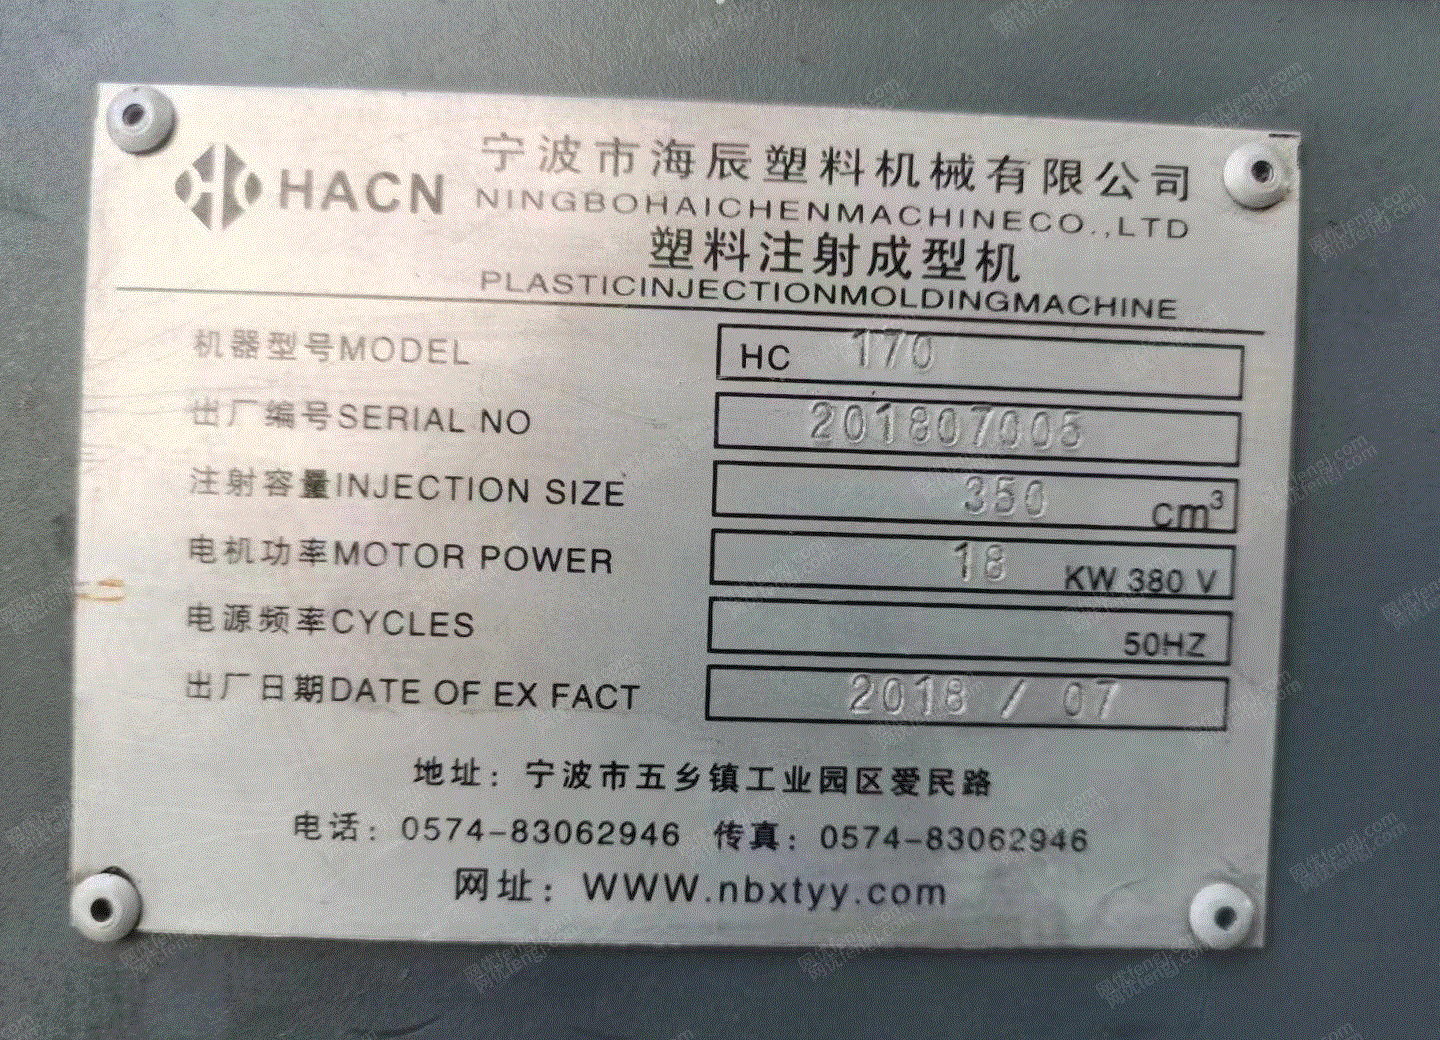 HACN
宁波市海辰塑料机械有限公司
NINGBOHAICHENMACHINECO.,LTD
塑料注射成型机
PLASTICINJECTIONMOLDINGMACHINE
机器型号MODEL HC 170
出厂编号SERIAL NO 201807005
注射容量INJECTION SIZE 350 cm³
电机功率MOTOR POWER 18 KW 380 V
电源频率CYCLES 50HZ
出厂日期DATE OF EX FACT 2018 / 07
地址：宁波市五乡镇工业园区爱民路
电话：0574-83062946 传真：0574-83062946
网址：WWW.nbxtyy.com